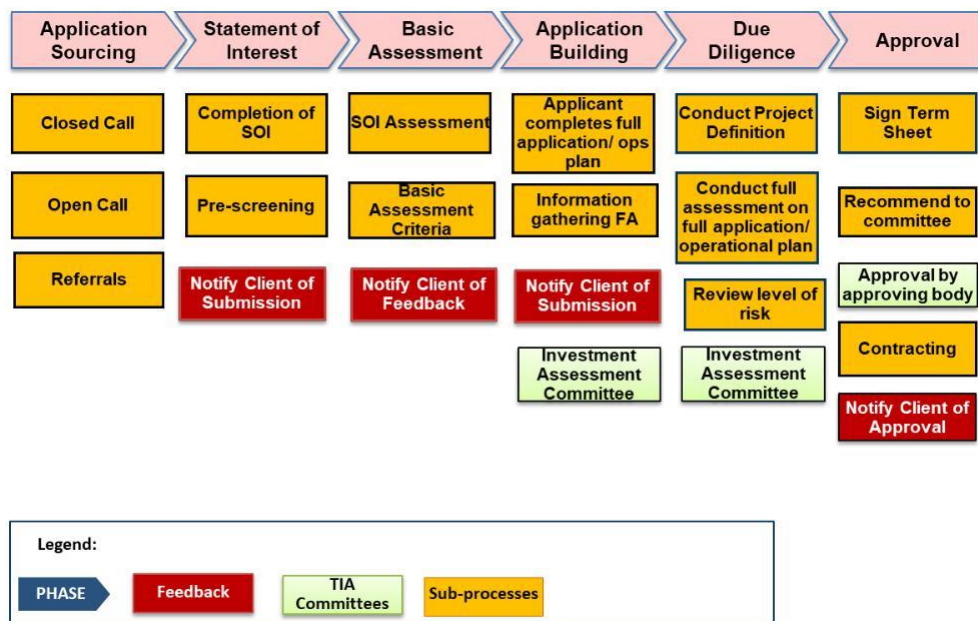 Application
Sourcing
Statement of
Interest
Basic
Assessment
Application
Building
Due
Diligence
Approval
Closed Call
Open Call
Referrals
Completion of
SOI
Pre-screening
Notify Client of
Submission
SOI Assessment
Basic
Assessment
Criteria
Notify Client of
Feedback
Applicant
completes full
application/ ops
plan
Information
gathering FA
Notify Client of
Submission
Investment
Assessment
Committee
Conduct Project
Definition
Conduct full
assessment on
full application/
operational plan
Review level of
risk
Investment
Assessment
Committee
Sign Term
Sheet
Recommend to
committee
Approval by
approving body
Contracting
Notify Client of
Approval
Legend:
PHASE
Feedback
TIA
Committees
Sub-processes